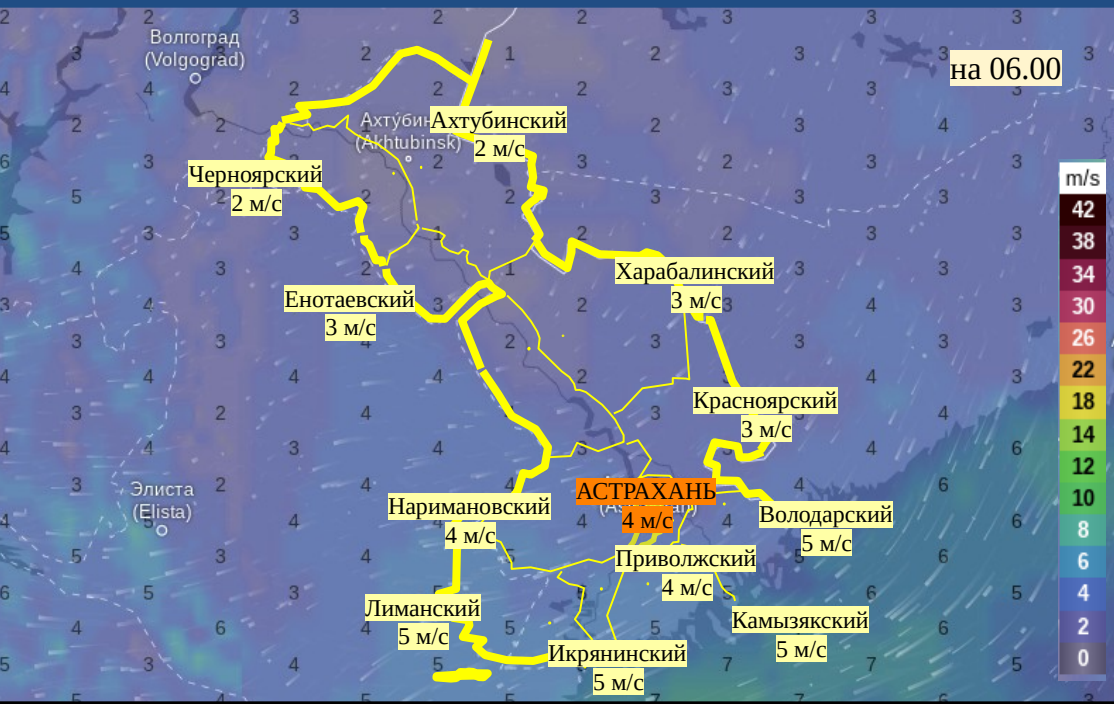 Волгоград
(Volgograd)
на 06.00
Ахтубинский
(Akhtubinsk)
2 м/с
Черноярский
2 м/с
m/s
42
38
34
30
26
22
18
14
12
10
8
6
4
2
0
Харабалинский
3 м/с
Енотаевский
3 м/с
Красноярский
3 м/с
Элиста
(Elista)
АСТРАХАНЬ
4 м/с
Наримановский
4 м/с
Володарский
5 м/с
Приволжский
4 м/с
Лиманский
5 м/с
Камызякский
5 м/с
Икрянинский
5 м/с